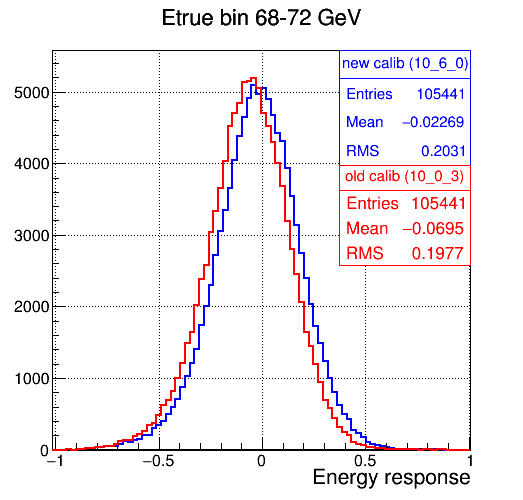 Etrue bin 68-72 GeV
new calib (10_6_0)
Entries 105441
Mean −0.02269
RMS 0.2031
old calib (10_0_3)
Entries 105441
Mean −0.0695
RMS 0.1977
5000
4000
3000
2000
1000
0
−1 −0.5 0 0.5 1
Energy response